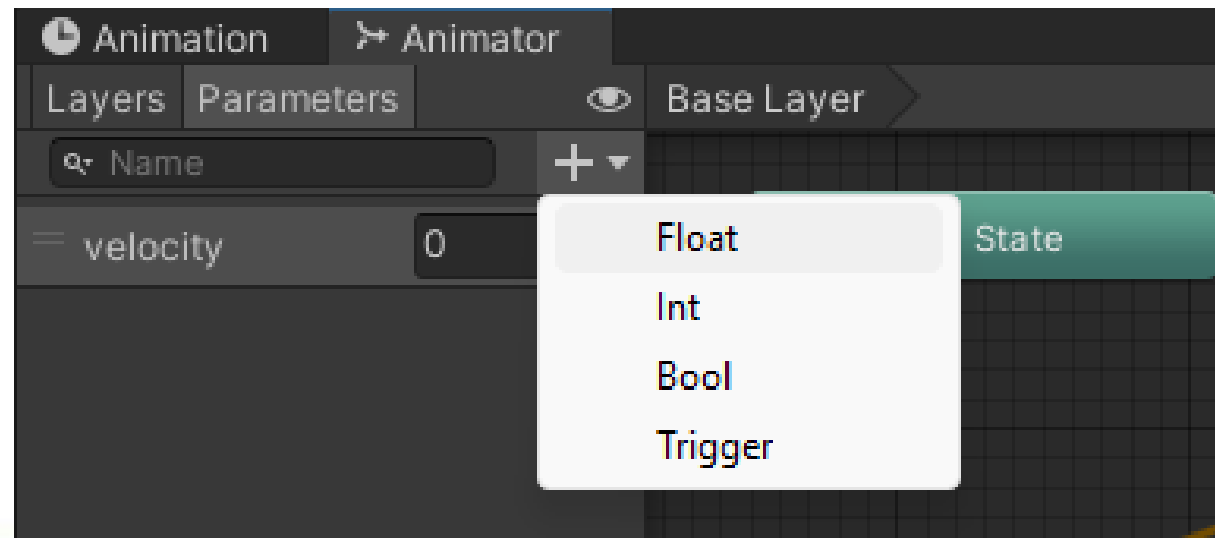 Animation Animator
Layers Parameters Base Layer
Name
velocity 0
Float
State
Int
Bool
Trigger